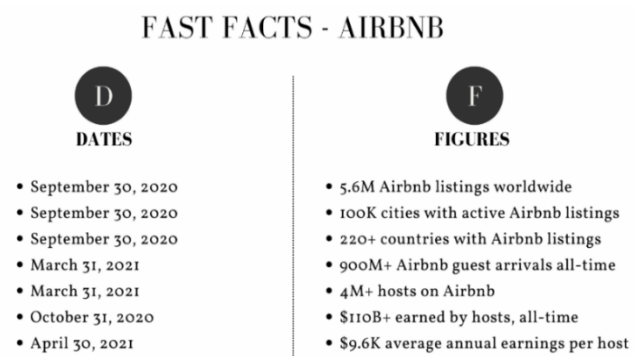 FAST FACTS - AIRBNB
D
DATES
• September 30, 2020
• September 30, 2020
• September 30, 2020
• March 31, 2021
• March 31, 2021
• October 31, 2020
• April 30, 2021
F
FIGURES
• 5.6M Airbnb listings worldwide
• 100K cities with active Airbnb listings
• 220+ countries with Airbnb listings
• 900M+ Airbnb guest arrivals all-time
• 4M+ hosts on Airbnb
• $110B+ earned by hosts, all-time
• $9.6K average annual earnings per host